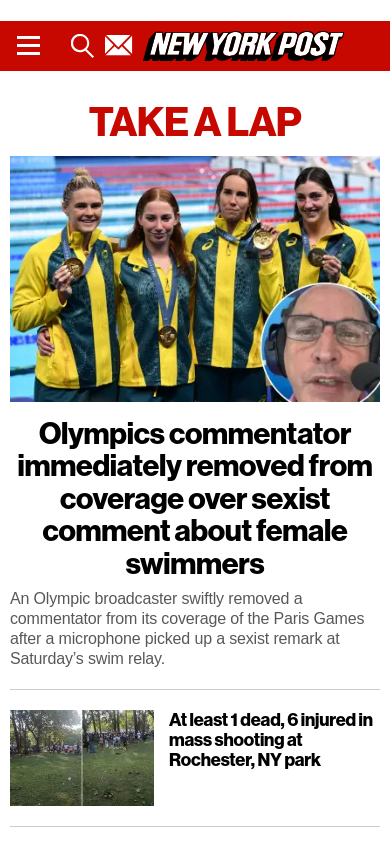 NEW YORK POST
TAKE A LAP
Olympics commentator
immediately removed from
coverage over sexist
comment about female
swimmers
An Olympic broadcaster swiftly removed a
commentator from its coverage of the Paris Games
after a microphone picked up a sexist remark at
Saturday’s swim relay.
At least 1 dead, 6 injured in
mass shooting at
Rochester, NY park